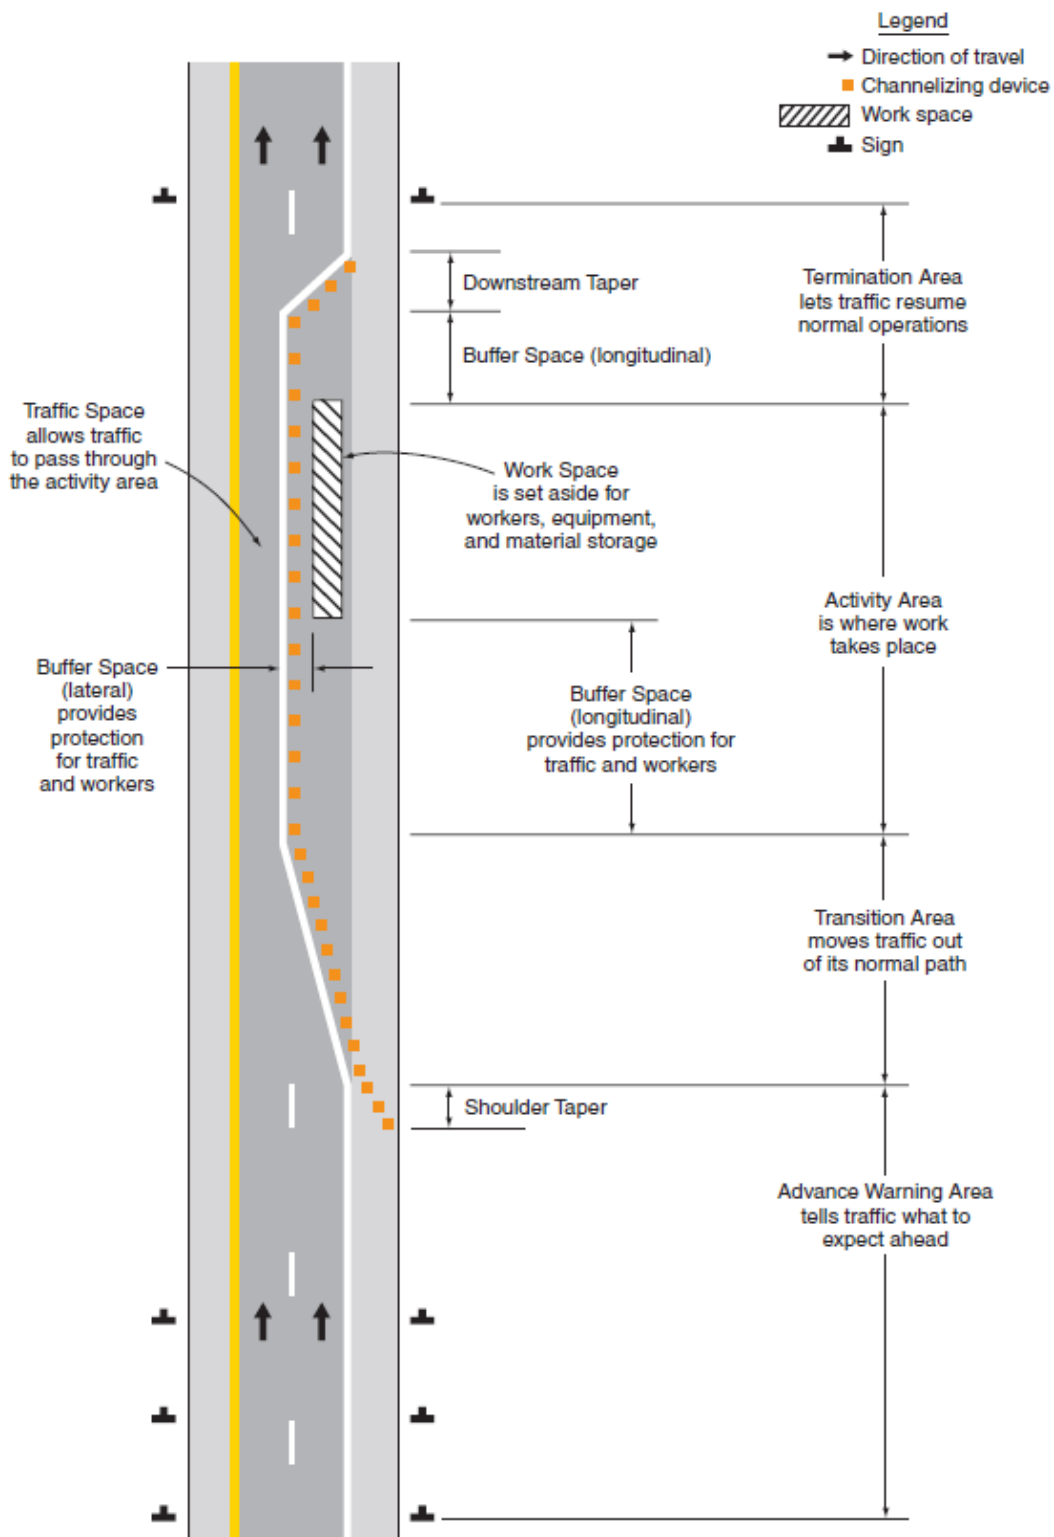 Legend
Direction of travel
Channelizing device
Work space
Sign
Downstream Taper
Termination Area
lets traffic resume
normal operations
Buffer Space (longitudinal)
Traffic Space
allows traffic
to pass through
the activity area
Work Space
is set aside for
workers, equipment,
and material storage
Activity Area
is where work
takes place
Buffer Space
(lateral)
provides
protection
for traffic
and workers
Buffer Space
(longitudinal)
provides protection for
traffic and workers
Transition Area
moves traffic out
of its normal path
Shoulder Taper
Advance Warning Area
tells traffic what to
expect ahead